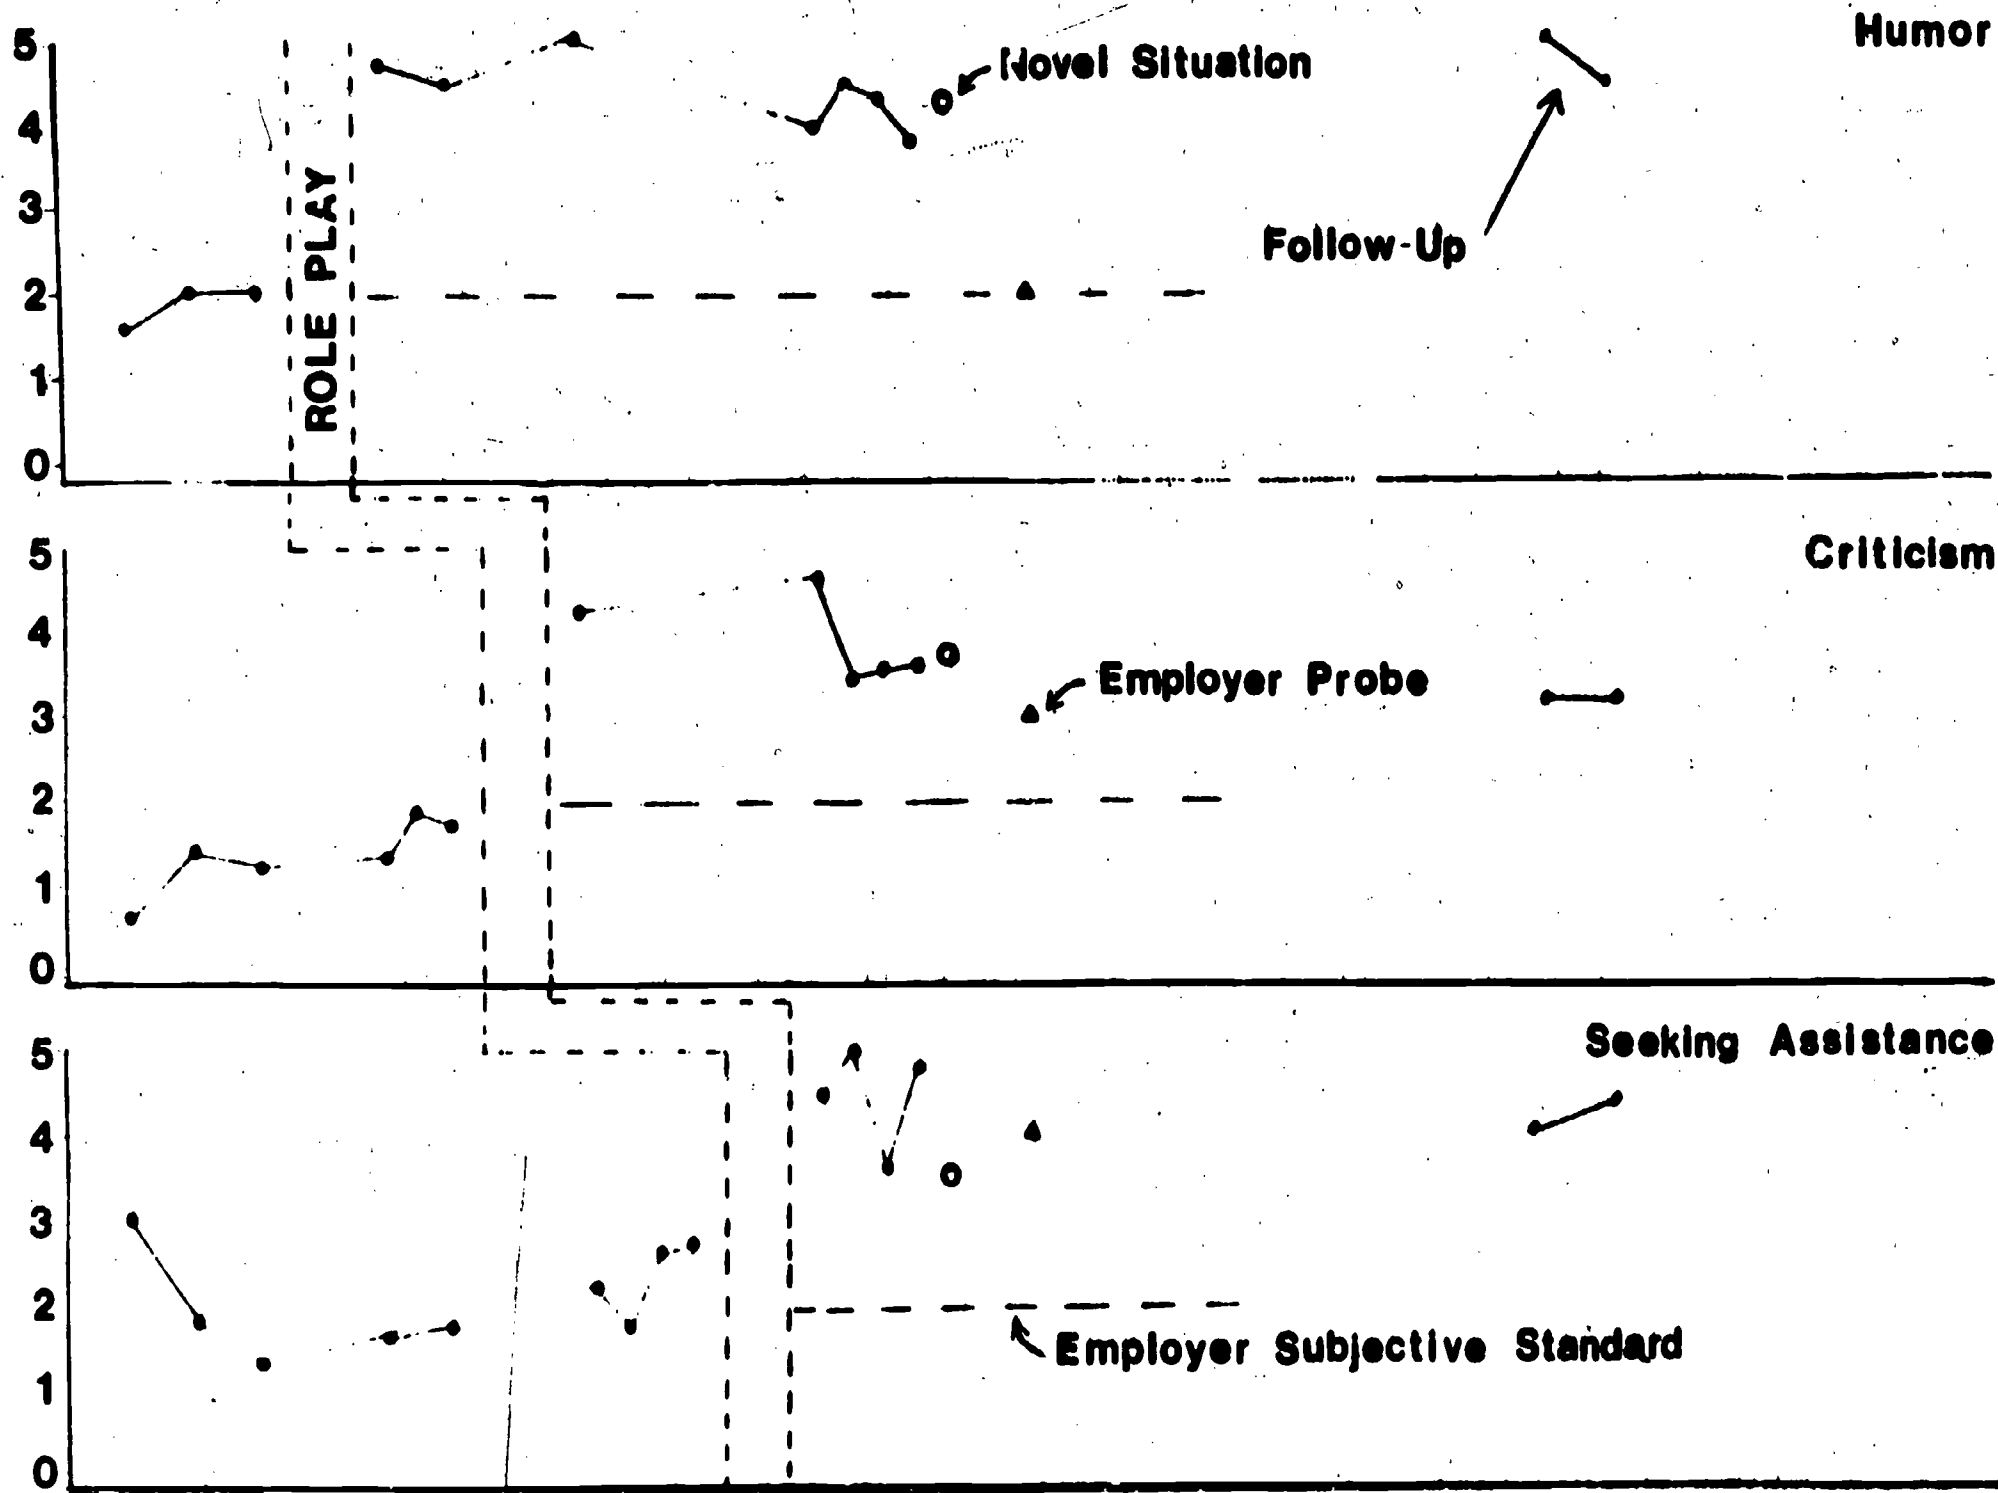 Humor
5
Novel Situation
4
ROLE PLAY
3
Follow-Up
2
1
0
Criticism
5
4
Employer Probe
3
2
1
0
Seeking Assistance
5
4
3
2
Employer Subjective Standard
1
0